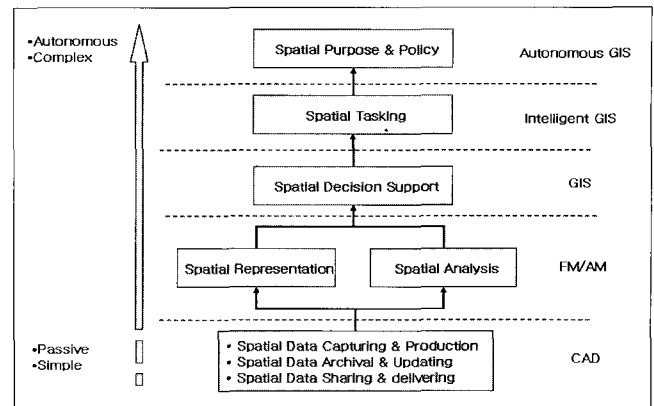 •Autonomous
•Complex
Spatial Purpose & Policy
Autonomous GIS
Spatial Tasking
Intelligent GIS
Spatial Decision Support
GIS
Spatial Representation
Spatial Analysis
FM/AM
•Passive
•Simple
• Spatial Data Capturing & Production
• Spatial Data Archival & Updating
• Spatial Data Sharing & delivering
CAD